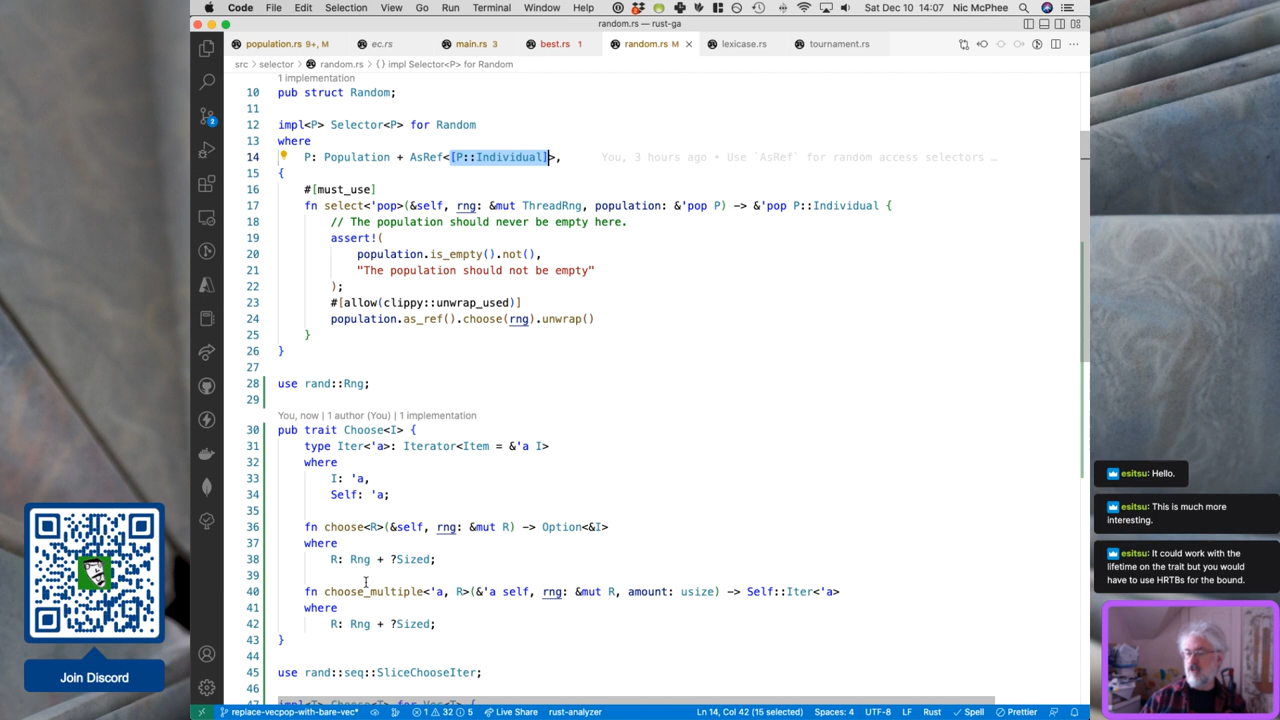 Code File Edit Selection View Go Run Terminal Window Help Sat Dec 10 14:07 Nic McPhee
random.rs — rust-ga
population.rs 9+, M ec.rs main.rs 3 best.rs 1 random.rs M lexicase.rs tournament.rs
src > selector > random.rs > {} impl Selector<P> for Random
1 implementation
10 pub struct Random;
11
12 impl<P> Selector<P> for Random
13 where
14 P: Population + AsRef<[P::Individual]>, You, 3 hours ago • Use `AsRef` for random access selectors …
15 {
16 #[must_use]
17 fn select<'pop>(&self, rng: &mut ThreadRng, population: &'pop P) -> &'pop P::Individual {
18 // The population should never be empty here.
19 assert!(
20 population.is_empty().not(),
21 "The population should not be empty"
22 );
23 #[allow(clippy::unwrap_used)]
24 population.as_ref().choose(rng).unwrap()
25 }
26 }
27
28 use rand::Rng;
29
You, now | 1 author (You) | 1 implementation
30 pub trait Choose<I> {
31 type Iter<'a>: Iterator<Item = &'a I>
32 where
33 I: 'a,
34 Self: 'a;
35
36 fn choose<R>(&self, rng: &mut R) -> Option<&I>
37 where
38 R: Rng + ?Sized;
39
40 fn choose_multiple<'a, R>(&'a self, rng: &mut R, amount: usize) -> Self::Iter<'a>
41 where
42 R: Rng + ?Sized;
43 }
44
45 use rand::seq::SliceChooseIter;
46
47 impl<T> Choose<T> for Vec<T> {
replace-vecpop-with-bare-vec* 1 32 5 Live Share rust-analyzer Ln 14, Col 42 (15 selected) Spaces: 4 UTF-8 LF Rust Spell Prettier
2
Join Discord
esitsu: Hello.
esitsu: This is much more
interesting.
esitsu: It could work with the
lifetime on the trait but you would
have to use HRTBs for the bound.